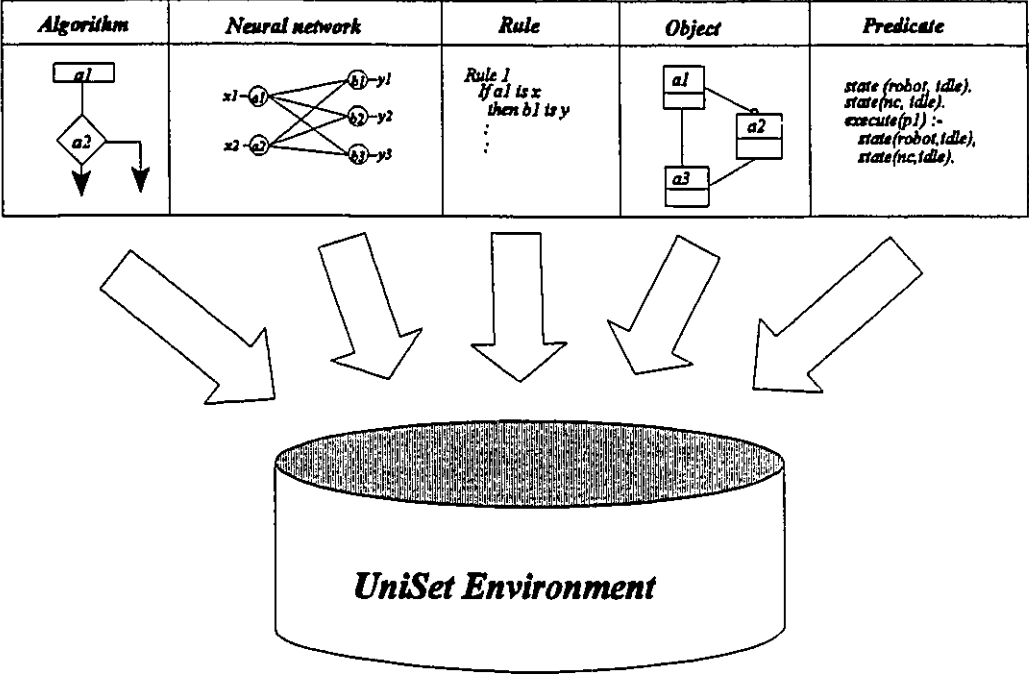 Algorithm
Neural network
Rule
Object
Predicate
a1
a2
x1
a1
b1
y1
b2
y2
x2
a2
b3
y3
Rule 1
If a1 is x
then b1 is y
:
:
a1
a2
a3
state (robot, idle).
state(nc, idle).
execute(p1) :-
state(robot,idle),
state(nc,idle).
UniSet Environment